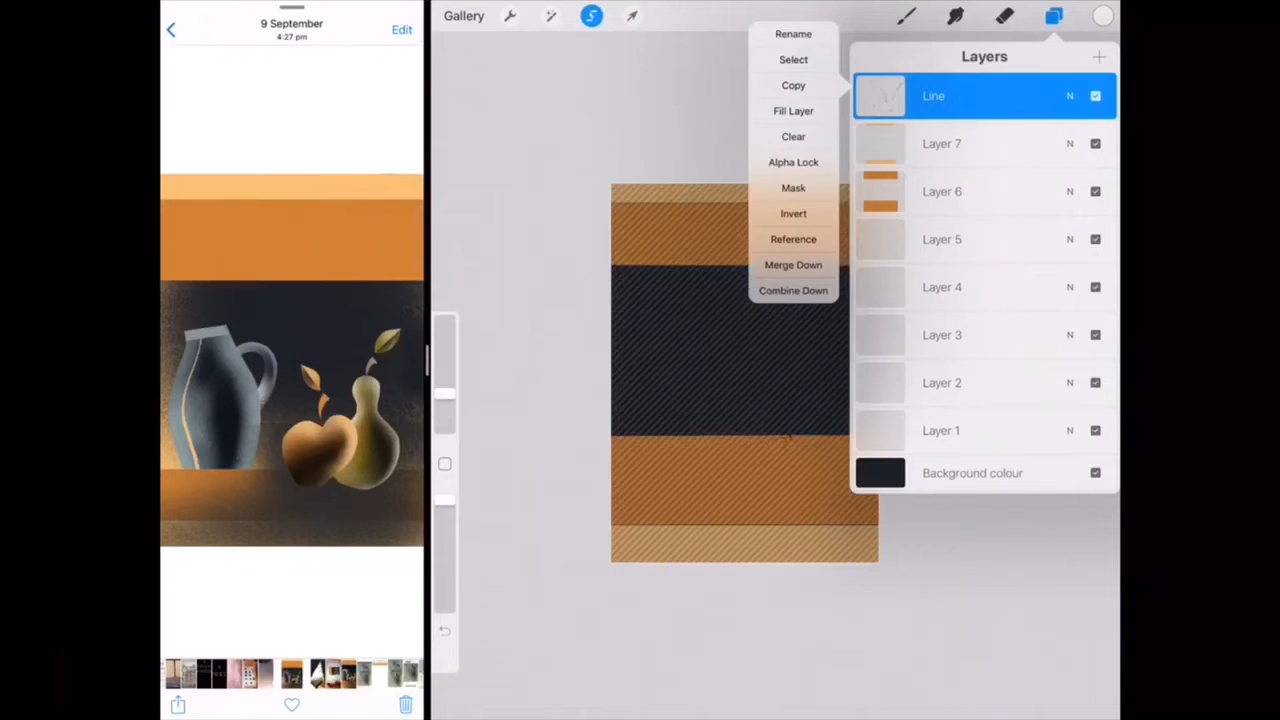 9 September
4:27 pm
Edit
Gallery
Rename
Select
Copy
Fill Layer
Clear
Alpha Lock
Mask
Invert
Reference
Merge Down
Combine Down
Layers
Line N
Layer 7 N
Layer 6 N
Layer 5 N
Layer 4 N
Layer 3 N
Layer 2 N
Layer 1 N
Background colour